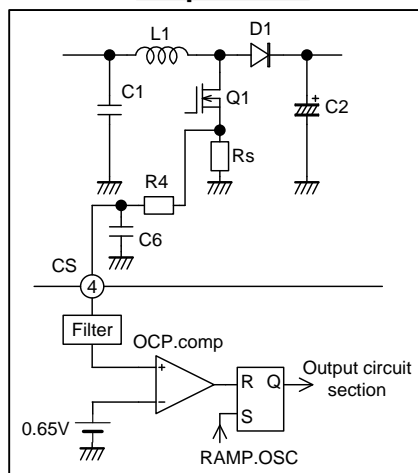 L1
D1
C1
Q1
+
C2
Rs
R4
C6
CS
4
Filter
OCP.comp
+
−
R Q
S
Output circuit
section
0.65V
RAMP.OSC